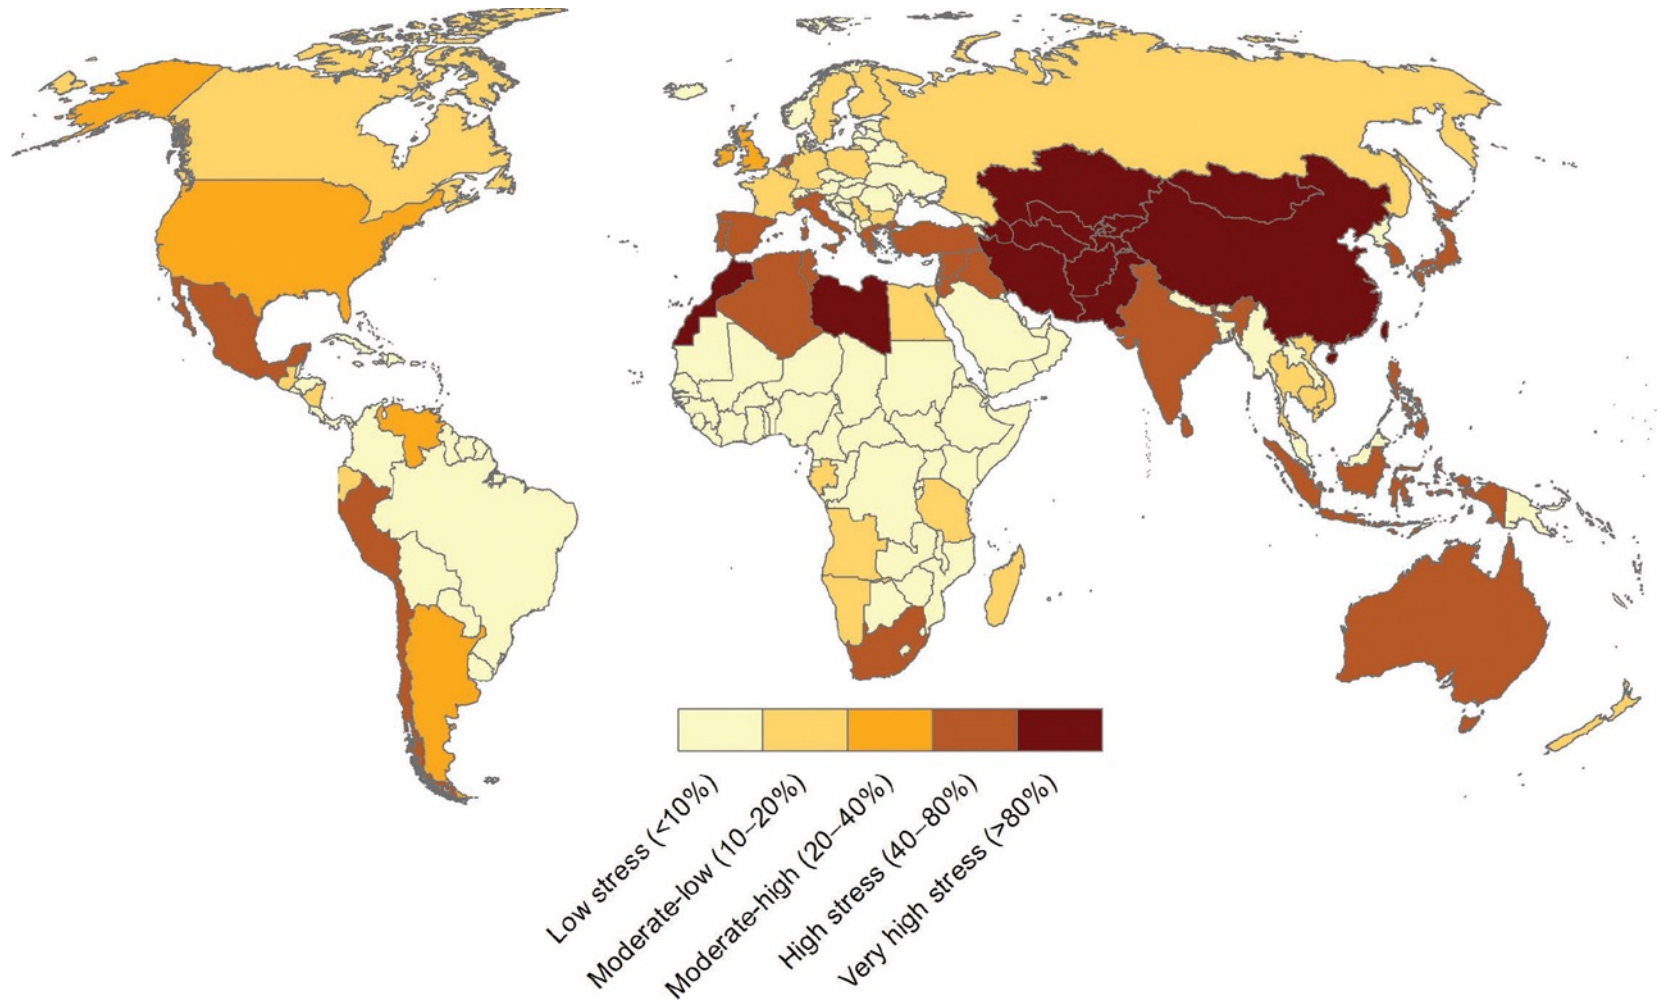 Low stress (<10%)
Moderate-low (10–20%)
Moderate-high (20–40%)
High stress (40–80%)
Very high stress (>80%)